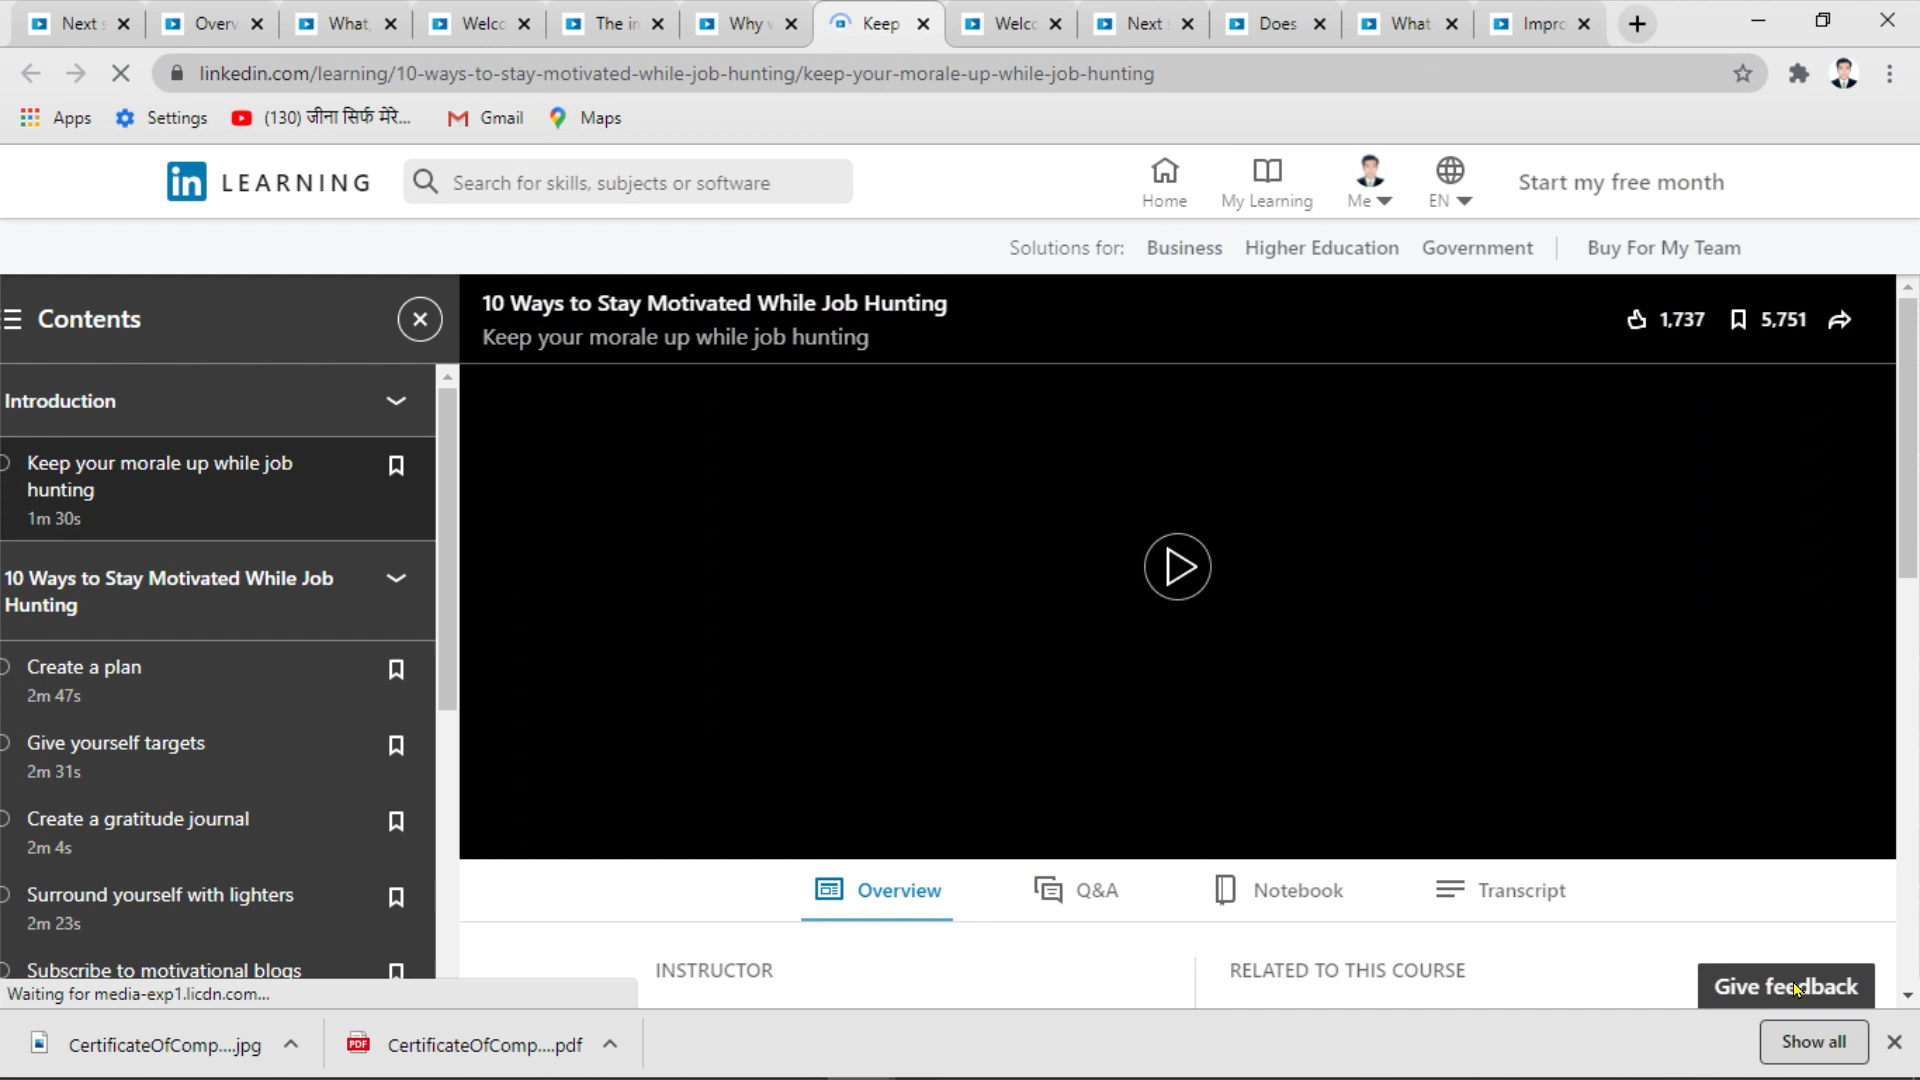 Next
Overv
What,
Welco
The in
Why
Keep
Welc
Next
Does
What
Impro
linkedin.com/learning/10-ways-to-stay-motivated-while-job-hunting/keep-your-morale-up-while-job-hunting
Apps
Settings
(130) जीना सिर्फ मेरे...
Gmail
Maps
in LEARNING
Search for skills, subjects or software
Home
My Learning
Me
EN
Start my free month
Solutions for:
Business
Higher Education
Government
Buy For My Team
Contents
10 Ways to Stay Motivated While Job Hunting
Keep your morale up while job hunting
1,737
5,751
Introduction
Keep your morale up while job
hunting
1m 30s
10 Ways to Stay Motivated While Job
Hunting
Create a plan
2m 47s
Give yourself targets
2m 31s
Create a gratitude journal
2m 4s
Surround yourself with lighters
2m 23s
Subscribe to motivational blogs
Overview
Q&A
Notebook
Transcript
INSTRUCTOR
RELATED TO THIS COURSE
Give feedback
Waiting for media-exp1.licdn.com...
CertificateOfComp....jpg
PDF
CertificateOfComp....pdf
Show all